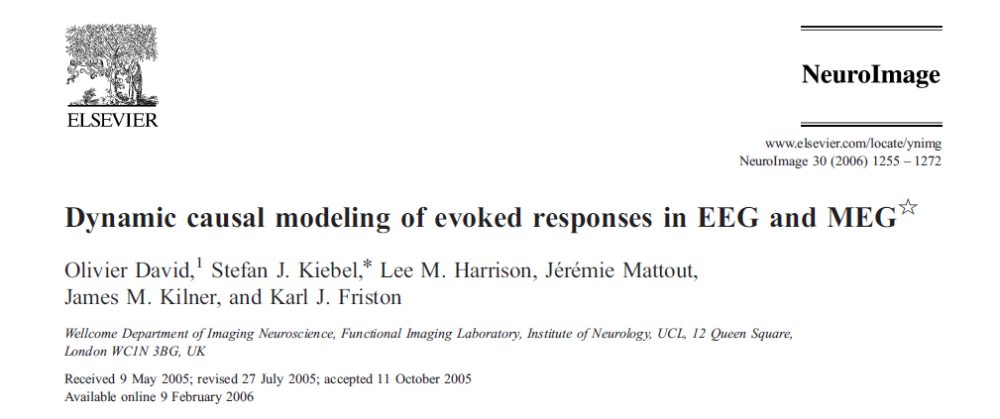 ELSEVIER
NeuroImage
www.elsevier.com/locate/ynimg
NeuroImage 30 (2006) 1255 – 1272
Dynamic causal modeling of evoked responses in EEG and MEG☆
Olivier David,¹ Stefan J. Kiebel,* Lee M. Harrison, Jérémie Mattout,
James M. Kilner, and Karl J. Friston
Wellcome Department of Imaging Neuroscience, Functional Imaging Laboratory, Institute of Neurology, UCL, 12 Queen Square,
London WC1N 3BG, UK
Received 9 May 2005; revised 27 July 2005; accepted 11 October 2005
Available online 9 February 2006